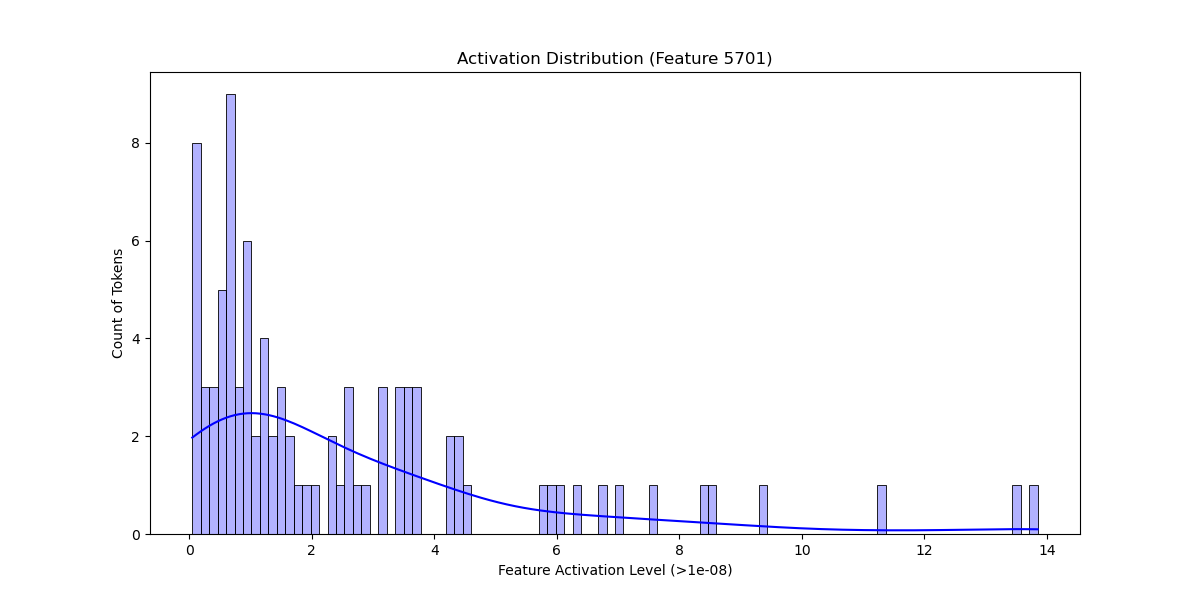 Activation Distribution (Feature 5701)
Count of Tokens
8
6
4
2
0
0 2 4 6 8 10 12 14
Feature Activation Level (>1e-08)